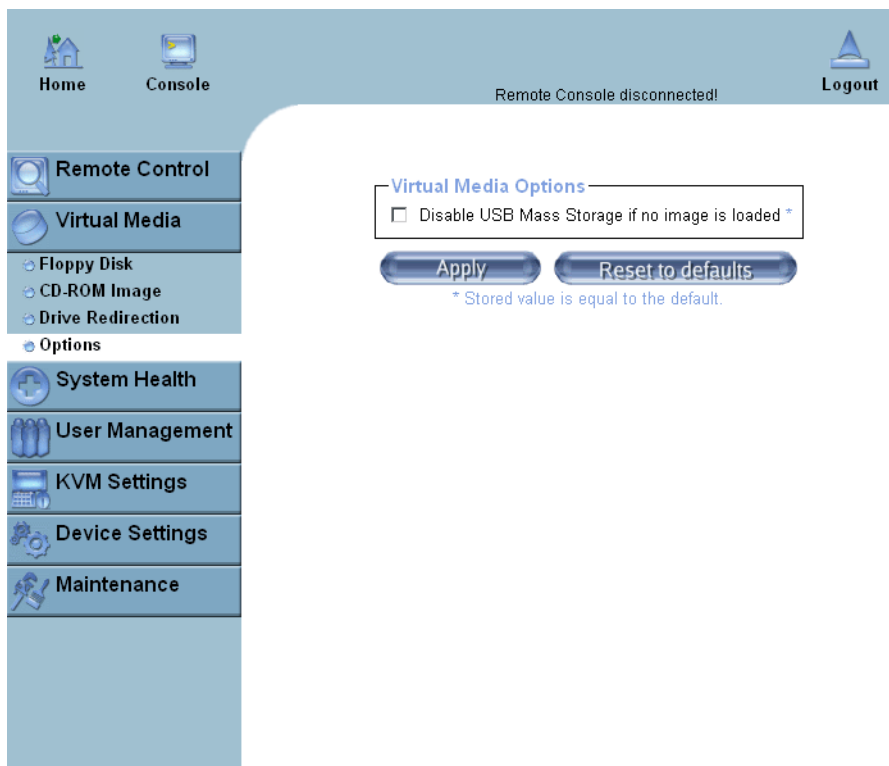 Home
Console
Remote Console disconnected!
Logout
Remote Control
Virtual Media
Floppy Disk
CD-ROM Image
Drive Redirection
Options
System Health
User Management
KVM Settings
Device Settings
Maintenance
Virtual Media Options
Disable USB Mass Storage if no image is loaded *
Apply
Reset to defaults
* Stored value is equal to the default.